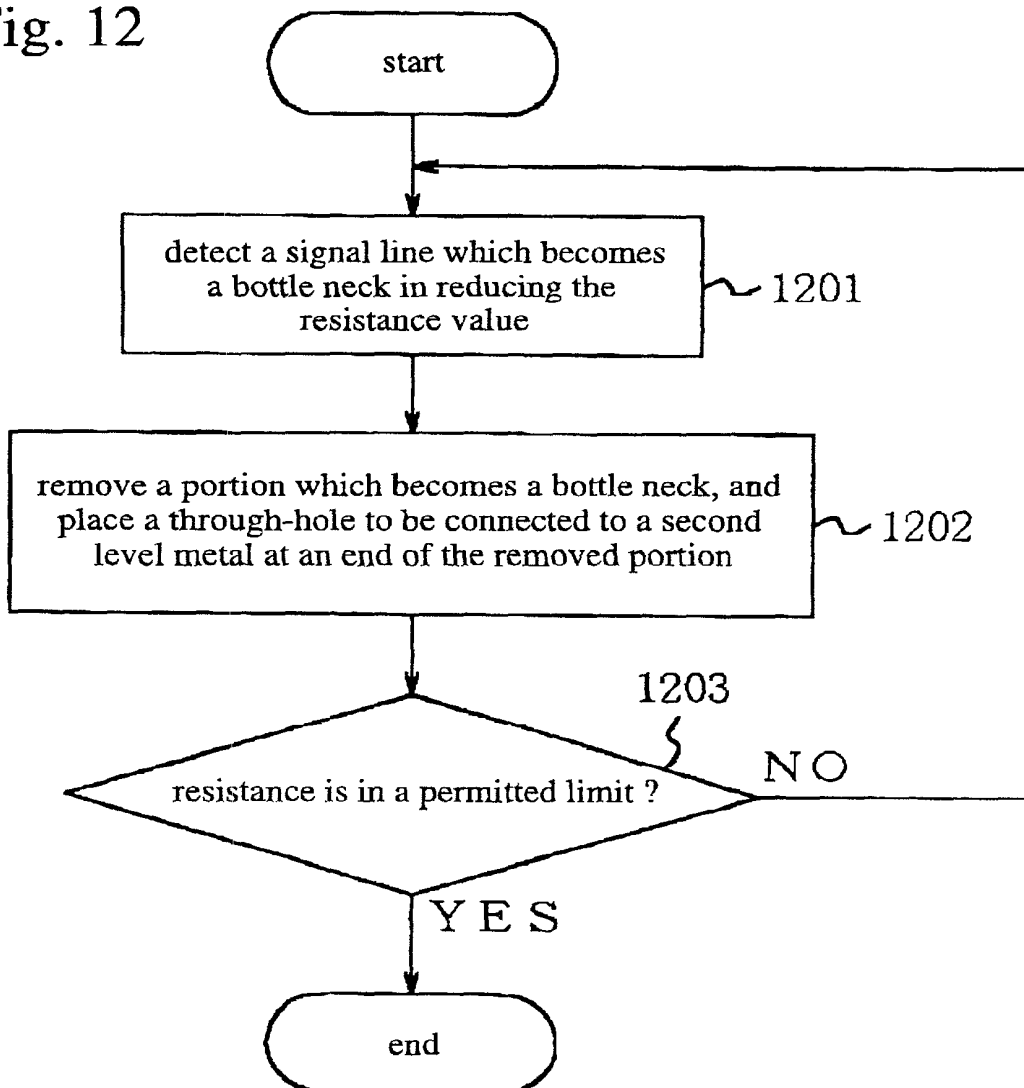 ig. 12
start
detect a signal line which becomes
a bottle neck in reducing the
resistance value
1201
remove a portion which becomes a bottle neck, and
place a through-hole to be connected to a second
level metal at an end of the removed portion
1202
1203
resistance is in a permitted limit ?
NO
YES
end